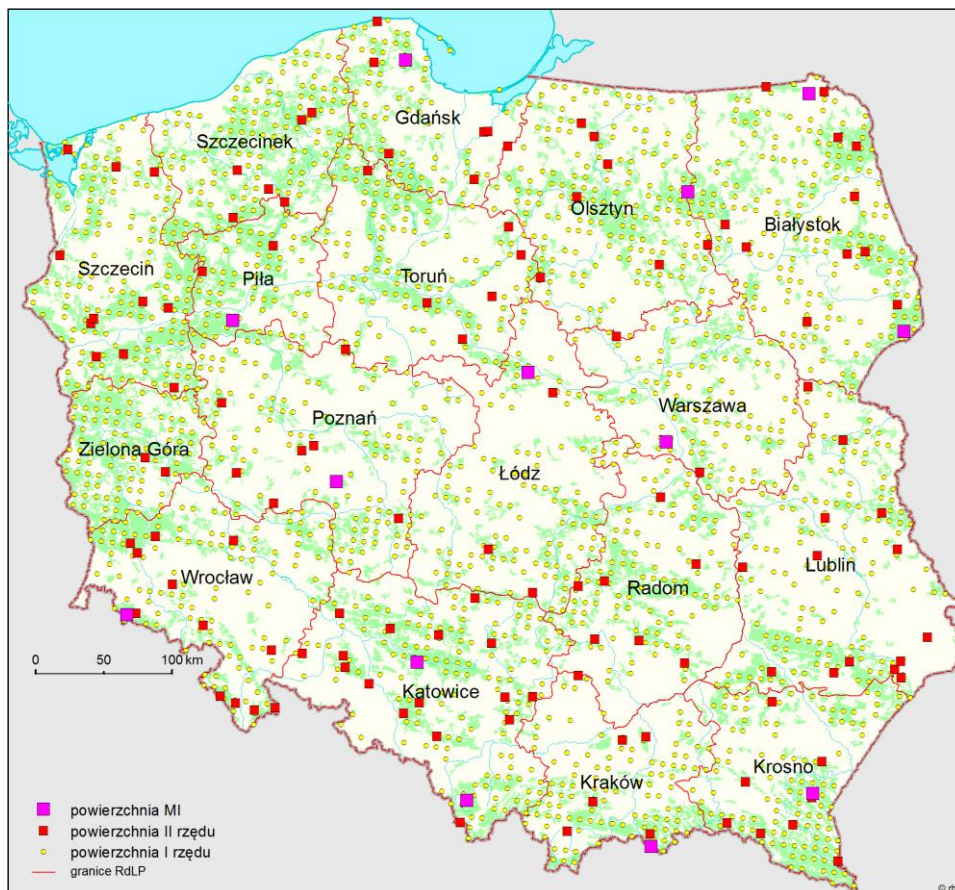 Gdańsk
Szczecinek
Olsztyn
Białystok
Szczecin
Piła
Toruń
Warszawa
Poznań
Zielona Góra
Łódz
Lublin
Wrocław
Radom
0 50 100 km
Katowice
Krosno
Kraków
powierzchnia MI
powierzchnia II rzędu
powierzchnia I rzędu
granice RdLP